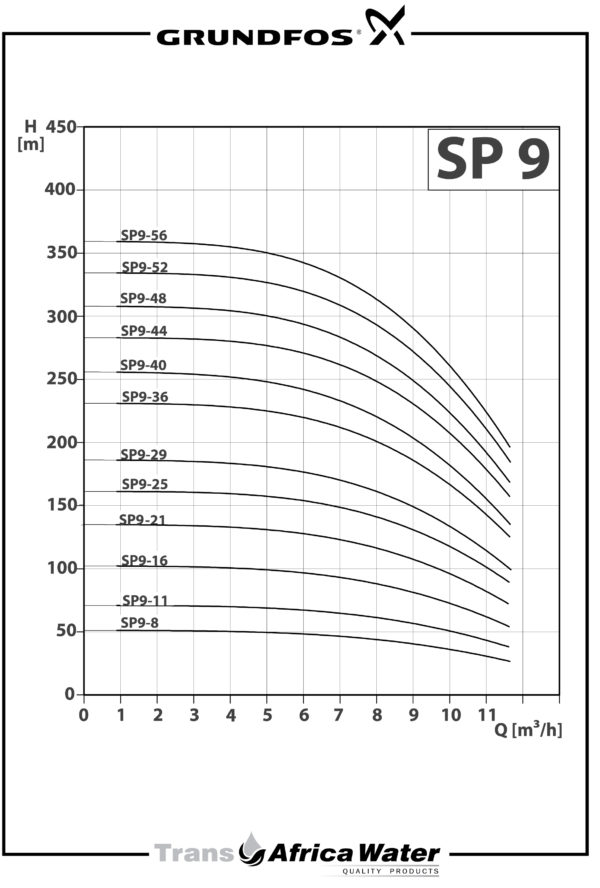 GRUNDFOS®
H
[m]
450
SP 9
400
350
300
250
200
150
100
50
0
SP9-56
SP9-52
SP9-48
SP9-44
SP9-40
SP9-36
SP9-29
SP9-25
SP9-21
SP9-16
SP9-11
SP9-8
0 1 2 3 4 5 6 7 8 9 10 11
Q [m³/h]
Trans Africa Water
QUALITY PRODUCTS